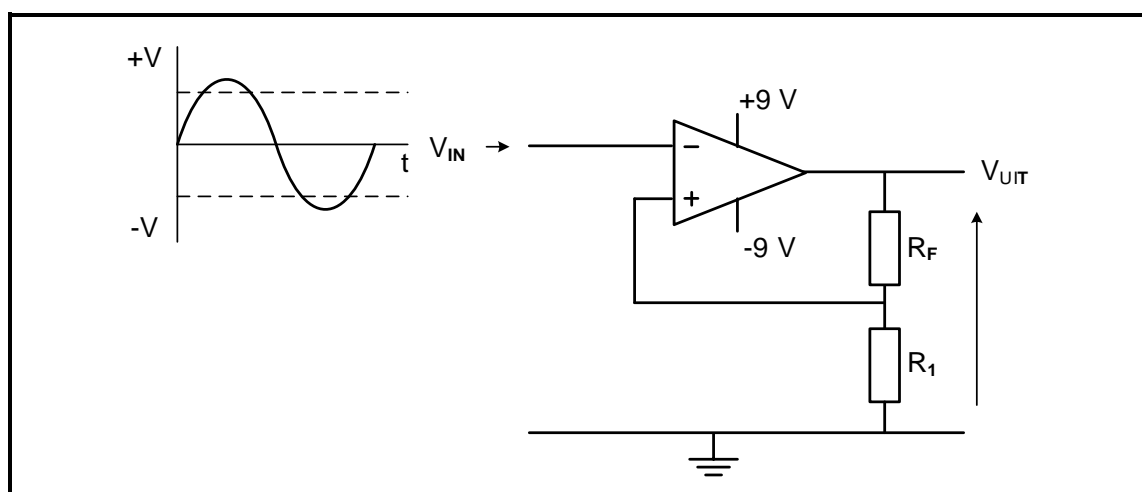 +V
t
-V
V_IN
+9 V
−
+
-9 V
V_UIT
R_F
R_1